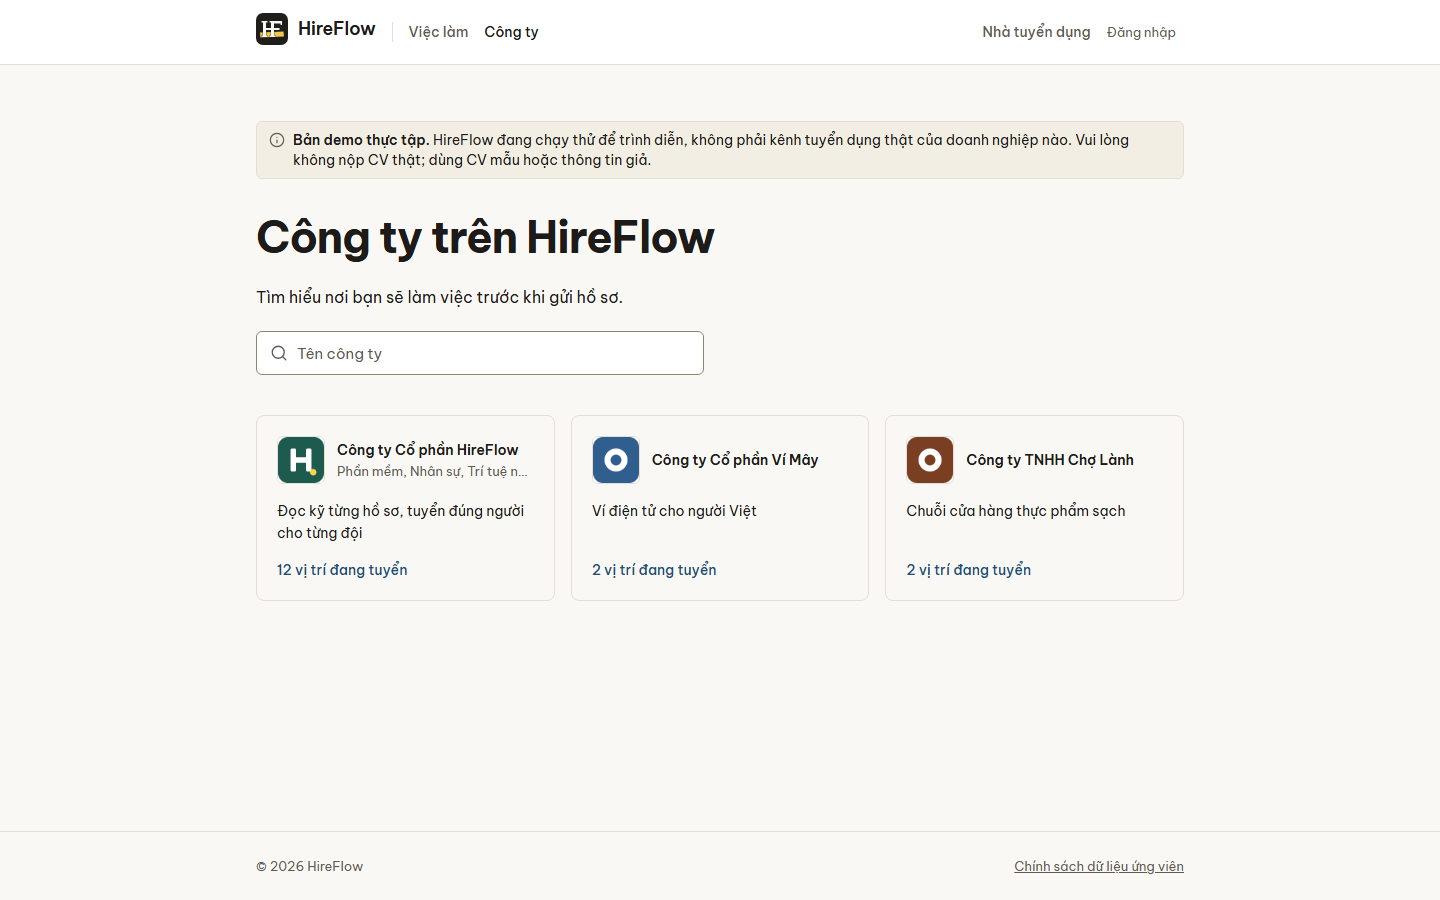 HF HireFlow Việc làm Công ty Nhà tuyển dụng Đăng nhập
Bản demo thực tập. HireFlow đang chạy thử để trình diễn, không phải kênh tuyển dụng thật của doanh nghiệp nào. Vui lòng
không nộp CV thật; dùng CV mẫu hoặc thông tin giả.
Công ty trên HireFlow
Tìm hiểu nơi bạn sẽ làm việc trước khi gửi hồ sơ.
Tên công ty
H
Công ty Cổ phần HireFlow
Phần mềm, Nhân sự, Trí tuệ n...
Đọc kỹ từng hồ sơ, tuyển đúng người
cho từng đội
12 vị trí đang tuyển
Công ty Cổ phần Ví Mây
Ví điện tử cho người Việt
2 vị trí đang tuyển
Công ty TNHH Chợ Lành
Chuỗi cửa hàng thực phẩm sạch
2 vị trí đang tuyển
© 2026 HireFlow
Chính sách dữ liệu ứng viên